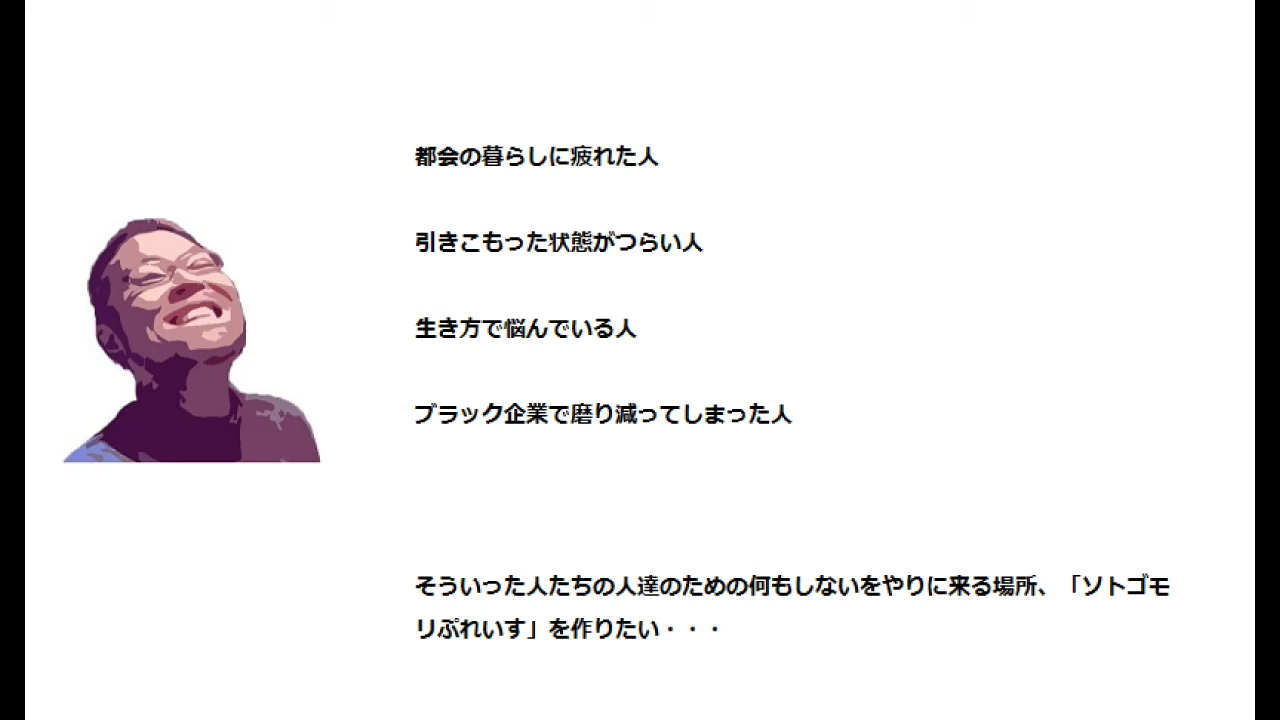 都会の暮らしに疲れた人
引きこもった状態がつらい人
生き方で悩んでいる人
ブラック企業で磨り減ってしまった人
そういった人たちの人達のための何もしないをやりに来る場所、「ソトゴモ
リぷれいす」を作りたい・・・